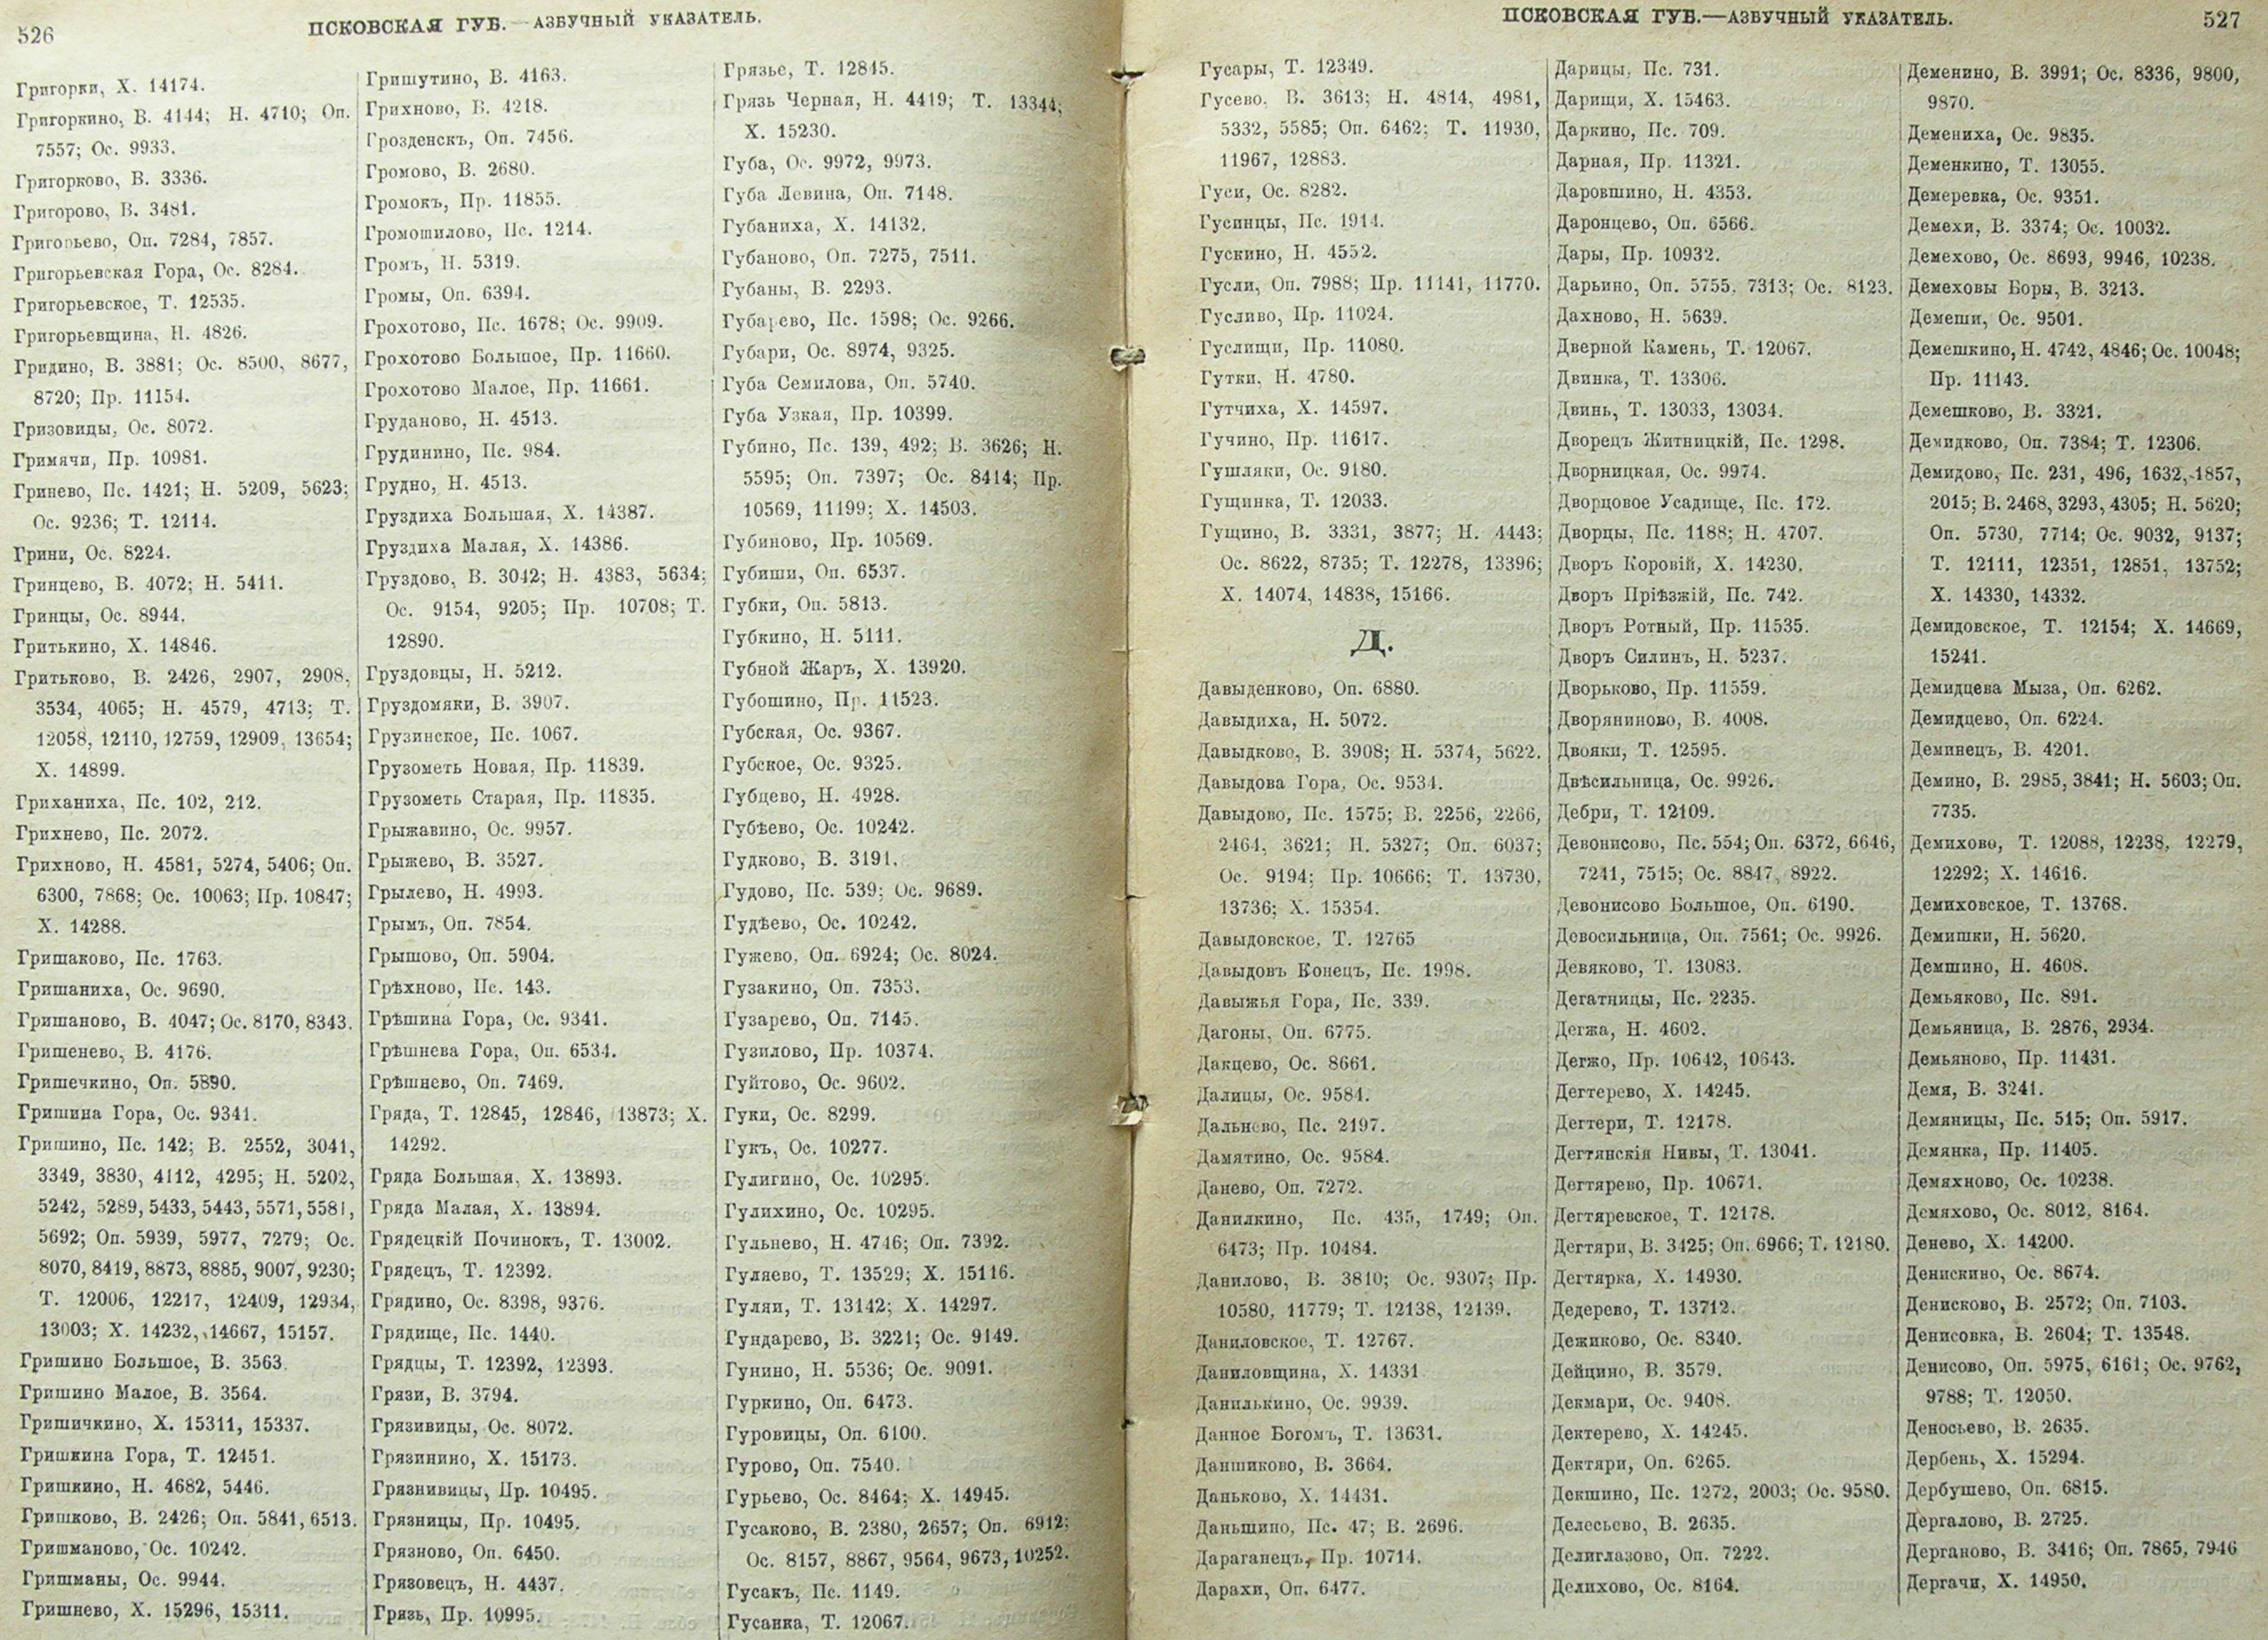 526
ПСКОВСКАЯ ГУБ.—АЗБУЧНЫЙ УКАЗАТЕЛЬ.
Григорки, Х. 14174.
Григоркино, В. 4144; Н. 4710; Оп.
7557; Ос. 9933.
Григорково, В. 3336.
Григорово, В. 3481.
Григорьево, Оп. 7284, 7857.
Григорьевская Гора, Ос. 8284.
Григорьевское, Т. 12535.
Григорьевщина, Н. 4826.
Гридино, В. 3881; Ос. 8500, 8677,
8720; Пр. 11154.
Гризовицы, Ос. 8072.
Гримячи, Пр. 10981.
Гринево, Пс. 1421; Н. 5209, 5623;
Ос. 9236; Т. 12114.
Грини, Ос. 8224.
Гринцево, В. 4072; Н. 5411.
Гринцы, Ос. 8944.
Гритькино, Х. 14846.
Гритьково, В. 2426, 2907, 2908,
3534, 4065; Н. 4579, 4713; Т.
12058, 12110, 12759, 12909, 13654;
Х. 14899.
Гриханиха, Пс. 102, 212.
Грихнево, Пс. 2072.
Грихново, Н. 4581, 5274, 5406; Оп.
6300, 7868; Ос. 10063; Пр. 10847;
Х. 14288.
Гришаково, Пс. 1763.
Гришаниха, Ос. 9690.
Гришаново, В. 4047; Ос. 8170, 8343.
Гришенево, В. 4176.
Гришечкино, Оп. 5890.
Гришина Гора, Ос. 9341.
Гришино, Пс. 142; В. 2552, 3041,
3349, 3830, 4112, 4295; Н. 5202,
5242, 5289, 5433, 5443, 5571, 5581,
5692; Оп. 5939, 5977, 7279; Ос.
8070, 8419, 8873, 8885, 9007, 9230;
Т. 12006, 12217, 12409, 12934,
13003; Х. 14232, 14667, 15157.
Гришино Большое, В. 3563.
Гришино Малое, В. 3564.
Гришичкино, Х. 15311, 15337.
Гришкина Гора, Т. 12451.
Гришкино, Н. 4682, 5446.
Гришково, В. 2426; Оп. 5841, 6513.
Гришманово, Ос. 10242.
Гришманы, Ос. 9944.
Гришнево, Х. 15296, 15311.
Гришутино, В. 4163.
Грихново, В. 4218.
Грозденскъ, Оп. 7456.
Громово, В. 2680.
Громокъ, Пр. 11855.
Громошилово, Пс. 1214.
Громъ, Н. 5319.
Громы, Оп. 6394.
Грохотово, Пс. 1678; Ос. 9909.
Грохотово Большое, Пр. 11660.
Грохотово Малое, Пр. 11661.
Груданово, Н. 4513.
Грудинино, Пс. 984.
Грудно, Н. 4513.
Груздиха Большая, Х. 14387.
Груздиха Малая, Х. 14386.
Груздово, В. 3042; Н. 4383, 5634;
Ос. 9154, 9205; Пр. 10708; Т.
12890.
Груздовцы, Н. 5212.
Груздомяки, В. 3907.
Грузинское, Пс. 1067.
Грузометь Новая, Пр. 11839.
Грузометь Старая, Пр. 11835.
Грыжавино, Ос. 9957.
Грыжево, В. 3527.
Грылево, Н. 4993.
Грымъ, Оп. 7854.
Грышово, Оп. 5904.
Грѣхново, Пс. 143.
Грѣшина Гора, Ос. 9341.
Грѣшнева Гора, Оп. 6534.
Грѣшнево, Оп. 7469.
Гряда, Т. 12845, 12846, 13873; Х.
14292.
Гряда Большая, Х. 13893.
Гряда Малая, Х. 13894.
Грядецкій Починокъ, Т. 13002.
Грядецъ, Т. 12392.
Грядино, Ос. 8398, 9376.
Грядище, Пс. 1440.
Грядцы, Т. 12392, 12393.
Грязи, В. 3794.
Грязивицы, Ос. 8072.
Грязинино, Х. 15173.
Грязнивицы, Пр. 10495.
Грязницы, Пр. 10495.
Грязново, Оп. 6450.
Грязовецъ, Н. 4437.
Грязь, Пр. 10995.
Грязье, Т. 12815.
Грязь Черная, Н. 4419; Т. 13344;
Х. 15230.
Губа, Ос. 9972, 9973.
Губа Левина, Оп. 7148.
Губаниха, Х. 14132.
Губаново, Оп. 7275, 7511.
Губаны, В. 2293.
Губарево, Пс. 1598; Ос. 9266.
Губари, Ос. 8974, 9325.
Губа Семилова, Оп. 5740.
Губа Узкая, Пр. 10399.
Губино, Пс. 139, 492; В. 3626; Н.
5595; Оп. 7397; Ос. 8414; Пр.
10569, 11199; Х. 14503.
Губиново, Пр. 10569.
Губиши, Оп. 6537.
Губки, Оп. 5813.
Губкино, Н. 5111.
Губной Жаръ, Х. 13920.
Губошино, Пр. 11523.
Губская, Ос. 9367.
Губское, Ос. 9325.
Губцево, Н. 4928.
Губѣево, Ос. 10242.
Гудково, В. 3191.
Гудово, Пс. 539; Ос. 9689.
Гудѣево, Ос. 10242.
Гужево, Оп. 6924; Ос. 8024.
Гузакино, Оп. 7353.
Гузарево, Оп. 7145.
Гузилово, Пр. 10374.
Гуйтово, Ос. 9602.
Гуки, Ос. 8299.
Гукъ, Ос. 10277.
Гулигино, Ос. 10295.
Гулихино, Ос. 10295.
Гульнево, Н. 4746; Оп. 7392.
Гуляево, Т. 13529; Х. 15116.
Гуляи, Т. 13142; Х. 14297.
Гундарево, В. 3221; Ос. 9149.
Гунино, Н. 5536; Ос. 9091.
Гуркино, Оп. 6473.
Гуровицы, Оп. 6100.
Гурово, Оп. 7540.
Гурьево, Ос. 8464; Х. 14945.
Гусаково, В. 2380, 2657; Оп. 6912;
Ос. 8157, 8867, 9564, 9673, 10252.
Гусакъ, Пс. 1149.
Гусанка, Т. 12067.
ПСКОВСКАЯ ГУБ.—АЗБУЧНЫЙ УКАЗАТЕЛЬ.
527
Гусары, Т. 12349.
Гусево, В. 3613; Н. 4814, 4981,
5332, 5585; Оп. 6462; Т. 11930,
11967, 12883.
Гуси, Ос. 8282.
Гусинцы, Пс. 1914.
Гускино, Н. 4552.
Гусли, Оп. 7988; Пр. 11141, 11770.
Гусливо, Пр. 11024.
Гуслищи, Пр. 11080.
Гутки, Н. 4780.
Гутчиха, Х. 14597.
Гучино, Пр. 11617.
Гушляки, Ос. 9180.
Гущинка, Т. 12033.
Гущино, В. 3331, 3877; Н. 4443;
Ос. 8622, 8735; Т. 12278, 13396;
Х. 14074, 14838, 15166.
Д.
Давыденково, Оп. 6880.
Давыдиха, Н. 5072.
Давыдково, В. 3908; Н. 5374, 5622.
Давыдова Гора, Ос. 9534.
Давыдово, Пс. 1575; В. 2256, 2266,
2464, 3621; Н. 5327; Оп. 6037;
Ос. 9194; Пр. 10666; Т. 13730,
13736; Х. 15354.
Давыдовское, Т. 12765
Давыдовъ Конецъ, Пс. 1998.
Давыжья Гора, Пс. 339.
Дагоны, Оп. 6775.
Дакцево, Ос. 8661.
Далицы, Ос. 9584.
Дальнево, Пс. 2197.
Дамятино, Ос. 9584.
Данево, Оп. 7272.
Данилкино, Пс. 435, 1749; Оп.
6473; Пр. 10484.
Данилово, В. 3810; Ос. 9307; Пр.
10580, 11779; Т. 12138, 12139.
Даниловское, Т. 12767.
Даниловщина, Х. 14331
Данилькино, Ос. 9939.
Данное Богомъ, Т. 13631.
Даншиково, В. 3664.
Даньково, Х. 14431.
Даньшино, Пс. 47; В. 2696.
Дараганецъ, Пр. 10714.
Дарахи, Оп. 6477.
Дарицы, Пс. 731.
Дарищи, Х. 15463.
Даркино, Пс. 709.
Дарная, Пр. 11321.
Даровшино, Н. 4353.
Даронцево, Оп. 6566.
Дары, Пр. 10932.
Дарьино, Оп. 5755, 7313; Ос. 8123.
Дахново, Н. 5639.
Дверной Камень, Т. 12067.
Двинка, Т. 13306.
Двинь, Т. 13033, 13034.
Дворецъ Житницкій, Пс. 1298.
Дворницкая, Ос. 9974.
Дворцовое Усадище, Пс. 172.
Дворцы, Пс. 1188; Н. 4707.
Дворъ Коровій, Х. 14230.
Дворъ Пріѣзжій, Пс. 742.
Дворъ Ротный, Пр. 11535.
Дворъ Силинъ, Н. 5237.
Дворьково, Пр. 11559.
Дворяниново, В. 4008.
Двояки, Т. 12595.
Двѣсильница, Ос. 9926.
Дебри, Т. 12109.
Девонисово, Пс. 554; Оп. 6372, 6646,
7241, 7515; Ос. 8847, 8922.
Девонисово Большое, Оп. 6190.
Девосильница, Оп. 7561; Ос. 9926.
Девяково, Т. 13083.
Дегатницы, Пс. 2235.
Дегжа, Н. 4602.
Дегжо, Пр. 10642, 10643.
Дегтерево, Х. 14245.
Дегтери, Т. 12178.
Дегтянскія Нивы, Т. 13041.
Дегтярево, Пр. 10671.
Дегтяревское, Т. 12178.
Дегтяри, В. 3425; Оп. 6966; Т. 12180.
Дегтярка, Х. 14930.
Дедерево, Т. 13712.
Дежиково, Ос. 8340.
Дейцино, В. 3579.
Декмари, Ос. 9408.
Дектерево, Х. 14245.
Дектяри, Оп. 6265.
Декшино, Пс. 1272, 2003; Ос. 9580.
Делесьево, В. 2635.
Делиглазово, Оп. 7222.
Делихово, Ос. 8164.
Деменино, В. 3991; Ос. 8336, 9800,
9870.
Демениха, Ос. 9835.
Деменкино, Т. 13055.
Демеревка, Ос. 9351.
Демехи, В. 3374; Ос. 10032.
Демехово, Ос. 8693, 9946, 10238.
Демеховы Боры, В. 3213.
Демеши, Ос. 9501.
Демешкино, Н. 4742, 4846; Ос. 10048;
Пр. 11143.
Демешково, В. 3321.
Демидково, Оп. 7384; Т. 12306.
Демидово, Пс. 231, 496, 1632, 1857,
2015; В. 2468, 3293, 4305; Н. 5620;
Оп. 5730, 7714; Ос. 9032, 9137;
Т. 12111, 12351, 12851, 13752;
Х. 14330, 14332.
Демидовское, Т. 12154; Х. 14669,
15241.
Демидцева Мыза, Оп. 6262.
Демидцево, Оп. 6224.
Деминецъ, В. 4201.
Демино, В. 2985, 3841; Н. 5603; Оп.
7735.
Демихово, Т. 12088, 12238, 12279,
12292; Х. 14616.
Демиховское, Т. 13768.
Демишки, Н. 5620.
Демшино, Н. 4608.
Демьяково, Пс. 891.
Демьяница, В. 2876, 2934.
Демьяново, Пр. 11431.
Демя, В. 3241.
Демяницы, Пс. 515; Оп. 5917.
Демянка, Пр. 11405.
Демяхново, Ос. 10238.
Демяхово, Ос. 8012, 8164.
Денево, Х. 14200.
Денискино, Ос. 8674.
Денисково, В. 2572; Оп. 7103.
Денисовка, В. 2604; Т. 13548.
Денисово, Оп. 5975, 6161; Ос. 9762,
9788; Т. 12050.
Деносьево, В. 2635.
Дербень, Х. 15294.
Дербушево, Оп. 6815.
Дергалово, В. 2725.
Дерганово, В. 3416; Оп. 7865, 7946
Дергачи, Х. 14950.